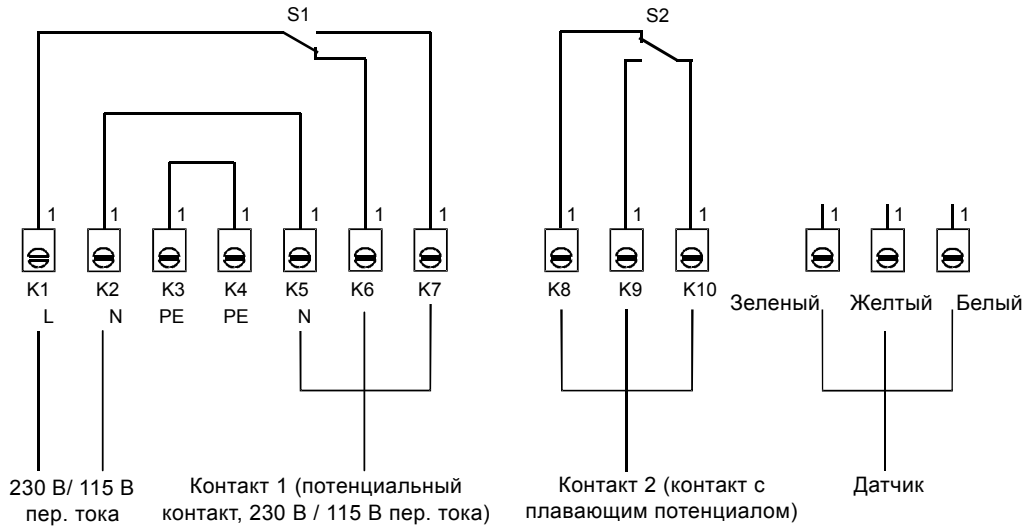 S1 S2
1 1 1 1 1 1 1 1 1 1 1 1 1
K1 K2 K3 K4 K5 K6 K7 K8 K9 K10
Зеленый Желтый Белый
L N PE PE N
230 В/ 115 В
пер. тока
Контакт 1 (потенциальный
контакт, 230 В / 115 В пер. тока)
Контакт 2 (контакт с
плавающим потенциалом)
Датчик